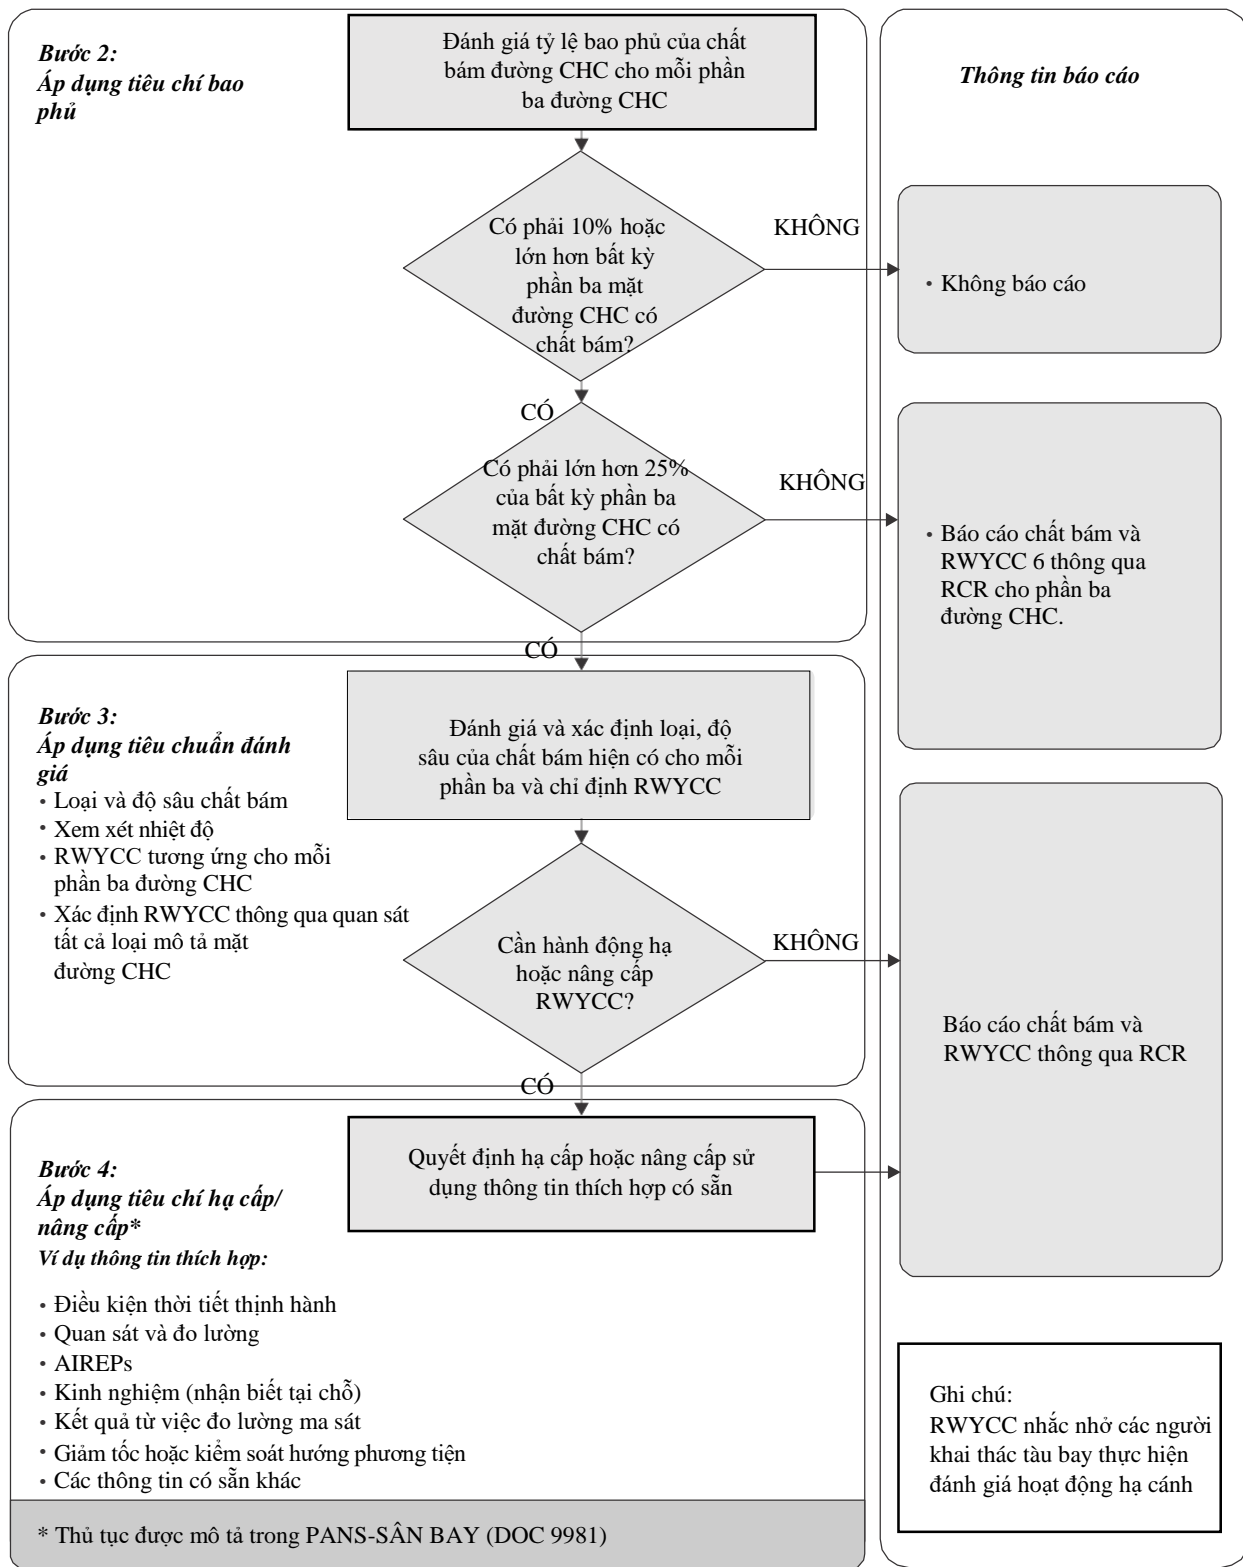 Bước 2:
Áp dụng tiêu chí bao
phủ
Đánh giá tỷ lệ bao phủ của chất
bám đường CHC cho mỗi phần
ba đường CHC
Thông tin báo cáo
Có phải 10% hoặc
lớn hơn bất kỳ
phần ba mặt
đường CHC có
chất bám?
KHÔNG
• Không báo cáo
CÓ
Có phải lớn hơn 25%
của bất kỳ phần ba
mặt đường CHC có
chất bám?
KHÔNG
• Báo cáo chất bám và
RWYCC 6 thông qua
RCR cho phần ba
đường CHC.
CÓ
Bước 3:
Áp dụng tiêu chuẩn đánh
giá
• Loại và độ sâu chất bám
• Xem xét nhiệt độ
• RWYCC tương ứng cho mỗi
phần ba đường CHC
• Xác định RWYCC thông qua quan sát
tất cả loại mô tả mặt
đường CHC
Đánh giá và xác định loại, độ
sâu của chất bám hiện có cho mỗi
phần ba và chỉ định RWYCC
Cần hành động hạ
hoặc nâng cấp
RWYCC?
KHÔNG
Báo cáo chất bám và
RWYCC thông qua RCR
CÓ
Bước 4:
Áp dụng tiêu chí hạ cấp/
nâng cấp*
Ví dụ thông tin thích hợp:
• Điều kiện thời tiết thịnh hành
• Quan sát và đo lường
• AIREPs
• Kinh nghiệm (nhận biết tại chỗ)
• Kết quả từ việc đo lường ma sát
• Giảm tốc hoặc kiểm soát hướng phương tiện
• Các thông tin có sẵn khác
Quyết định hạ cấp hoặc nâng cấp sử
dụng thông tin thích hợp có sẵn
Ghi chú:
RWYCC nhắc nhở các người
khai thác tàu bay thực hiện
đánh giá hoạt động hạ cánh
* Thủ tục được mô tả trong PANS-SÂN BAY (DOC 9981)